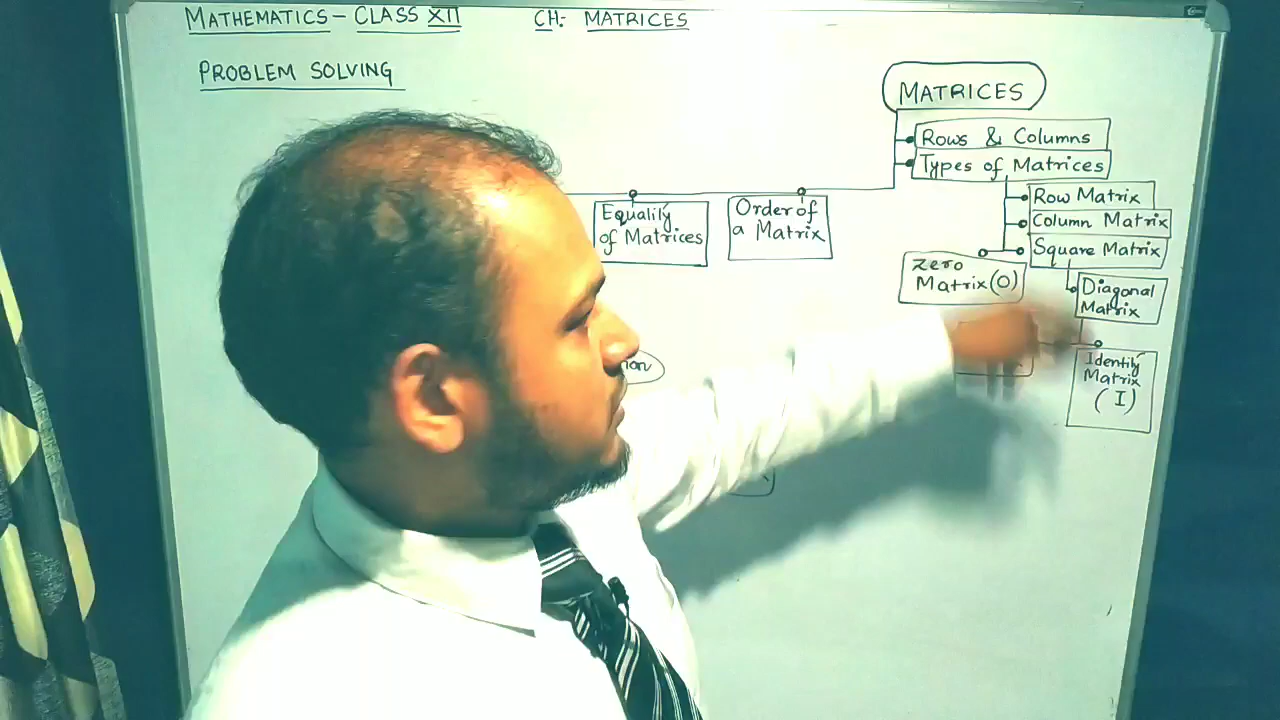 MATHEMATICS - CLASS XII CH: MATRICES
PROBLEM SOLVING
MATRICES
Rows & Columns
Types of Matrices
Row Matrix
Column Matrix
Square Matrix
Equality
of Matrices
Order of
a Matrix
Zero
Matrix (O)
Diagonal
Matrix
Identity
Matrix
(I)